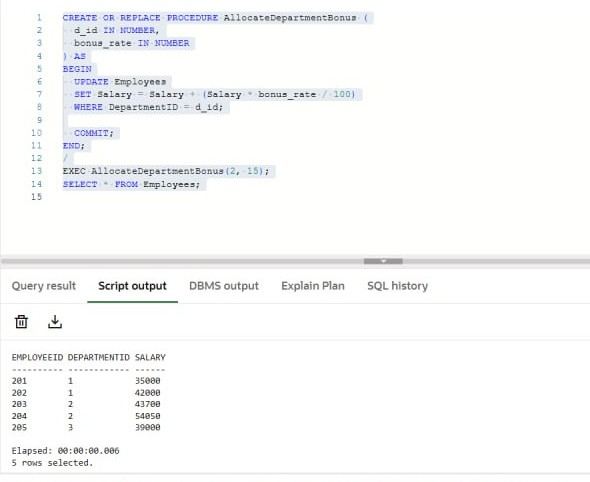 1 CREATE OR REPLACE PROCEDURE AllocateDepartmentBonus (
2 d_id IN NUMBER,
3 bonus_rate IN NUMBER
4 ) AS
5 BEGIN
6 UPDATE Employees
7 SET Salary = Salary + (Salary * bonus_rate / 100)
8 WHERE DepartmentID = d_id;
9
10 COMMIT;
11 END;
12 /
13 EXEC AllocateDepartmentBonus(2, 15);
14 SELECT * FROM Employees;
15
Query result Script output DBMS output Explain Plan SQL history
EMPLOYEEID DEPARTMENTID SALARY
---------- ------------ ------
201 1 35000
202 1 42000
203 2 43700
204 2 54050
205 3 39000
Elapsed: 00:00:00.006
5 rows selected.